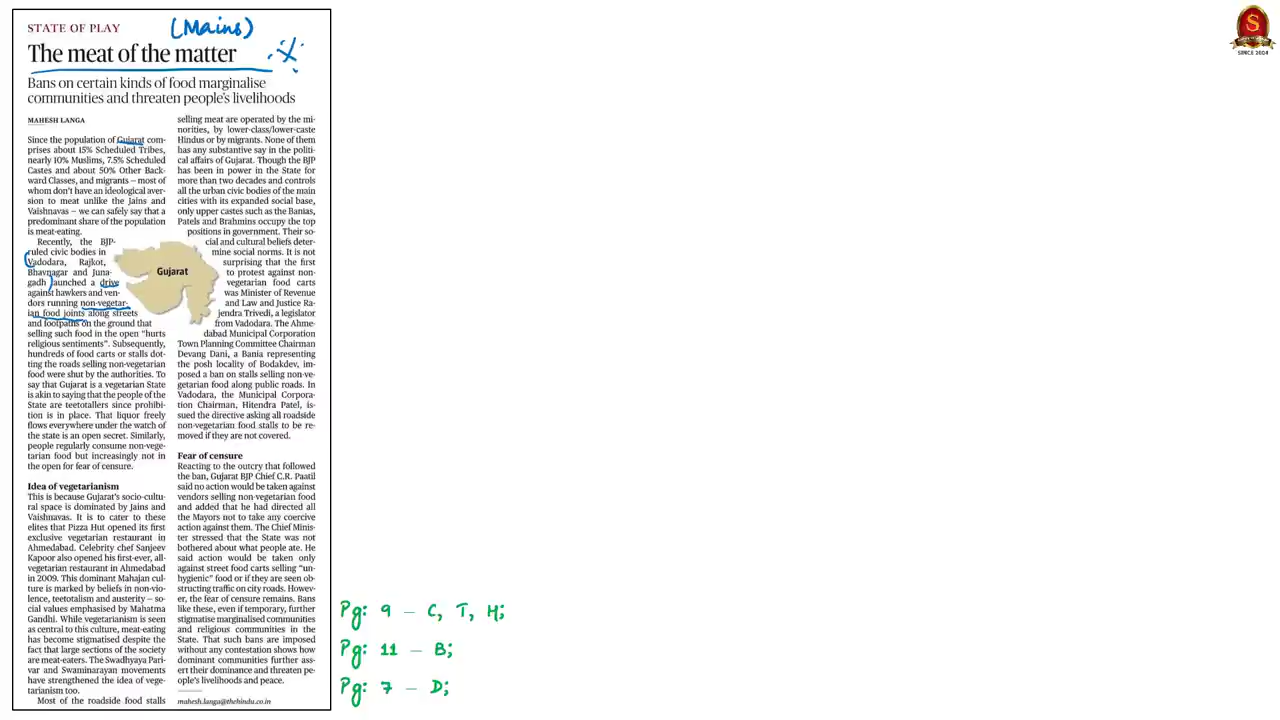 STATE OF PLAY
(Mains)
The meat of the matter
Bans on certain kinds of food marginalise
communities and threaten people's livelihoods
MAHESH LANGA
Since the population of Gujarat com-
prises about 15% Scheduled Tribes,
nearly 10% Muslims, 7.5% Scheduled
Castes and about 50% Other Back-
ward Classes, and migrants – most of
whom don't have an ideological aver-
sion to meat unlike the Jains and
Vaishnavas – we can safely say that a
predominant share of the population
is meat-eating.
Recently, the BJP-
ruled civic bodies in
Vadodara, Rajkot,
Bhavnagar and Juna-
gadh launched a drive
against hawkers and ven-
dors running non-vegetar-
ian food joints along streets
and footpaths on the ground that
selling such food in the open "hurts
religious sentiments". Subsequently,
hundreds of food carts or stalls dot-
ting the roads selling non-vegetarian
food were shut by the authorities. To
say that Gujarat is a vegetarian State
is akin to saying that the people of the
State are teetotallers since prohibi-
tion is in place. That liquor freely
flows everywhere under the watch of
the state is an open secret. Similarly,
people regularly consume non-vege-
tarian food but increasingly not in
the open for fear of censure.
Idea of vegetarianism
This is because Gujarat's socio-cultu-
ral space is dominated by Jains and
Vaishnavas. It is to cater to these
elites that Pizza Hut opened its first
exclusive vegetarian restaurant in
Ahmedabad. Celebrity chef Sanjeev
Kapoor also opened his first-ever, all-
vegetarian restaurant in Ahmedabad
in 2009. This dominant Mahajan cul-
ture is marked by beliefs in non-vio-
lence, teetotalism and austerity – so-
cial values emphasised by Mahatma
Gandhi. While vegetarianism is seen
as central to this culture, meat-eating
has become stigmatised despite the
fact that large sections of the society
are meat-eaters. The Swadhyaya Pari-
var and Swaminarayan movements
have strengthened the idea of vege-
tarianism too.
Most of the roadside food stalls
selling meat are operated by the mi-
norities, by lower-class/lower-caste
Hindus or by migrants. None of them
has any substantive say in the politi-
cal affairs of Gujarat. Though the BJP
has been in power in the State for
more than two decades and controls
all the urban civic bodies of the main
cities with its expanded social base,
only upper castes such as the Banias,
Patels and Brahmins occupy the top
positions in government. Their so-
cial and cultural beliefs deter-
mine social norms. It is not
surprising that the first
to protest against non-
vegetarian food carts
was Minister of Revenue
and Law and Justice Ra-
jendra Trivedi, a legislator
from Vadodara. The Ahme-
dabad Municipal Corporation
Town Planning Committee Chairman
Devang Dani, a Bania representing
the posh locality of Bodakdev, im-
posed a ban on stalls selling non-ve-
getarian food along public roads. In
Vadodara, the Municipal Corpora-
tion Chairman, Hitendra Patel, is-
sued the directive asking all roadside
non-vegetarian food stalls to be re-
moved if they are not covered.
Fear of censure
Reacting to the outcry that followed
the ban, Gujarat BJP Chief C.R. Paatil
said no action would be taken against
vendors selling non-vegetarian food
and added that he had directed all
the Mayors not to take any coercive
action against them. The Chief Minis-
ter stressed that the State was not
bothered about what people ate. He
said action would be taken only
against street food carts selling "un-
hygienic" food or if they are seen ob-
structing traffic on city roads. Howev-
er, the fear of censure remains. Bans
like these, even if temporary, further
stigmatise marginalised communities
and religious communities in the
State. That such bans are imposed
without any contestation shows how
dominant communities further ass-
ert their dominance and threaten pe-
ople's livelihoods and peace.
mahesh.langa@thehindu.co.in
Gujarat
Pg: 9 – C, T, H;
Pg: 11 – B;
Pg: 7 – D;
S
SINCE 2004